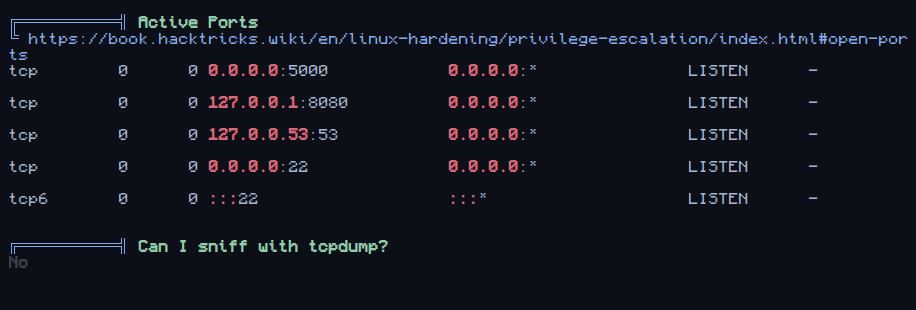 Active Ports
https://book.hacktricks.wiki/en/linux-hardening/privilege-escalation/index.html#open-por
ts
tcp 0 0 0.0.0.0:5000 0.0.0.0:* LISTEN -
tcp 0 0 127.0.0.1:8080 0.0.0.0:* LISTEN -
tcp 0 0 127.0.0.53:53 0.0.0.0:* LISTEN -
tcp 0 0 0.0.0.0:22 0.0.0.0:* LISTEN -
tcp6 0 0 :::22 :::* LISTEN -
Can I sniff with tcpdump?
No